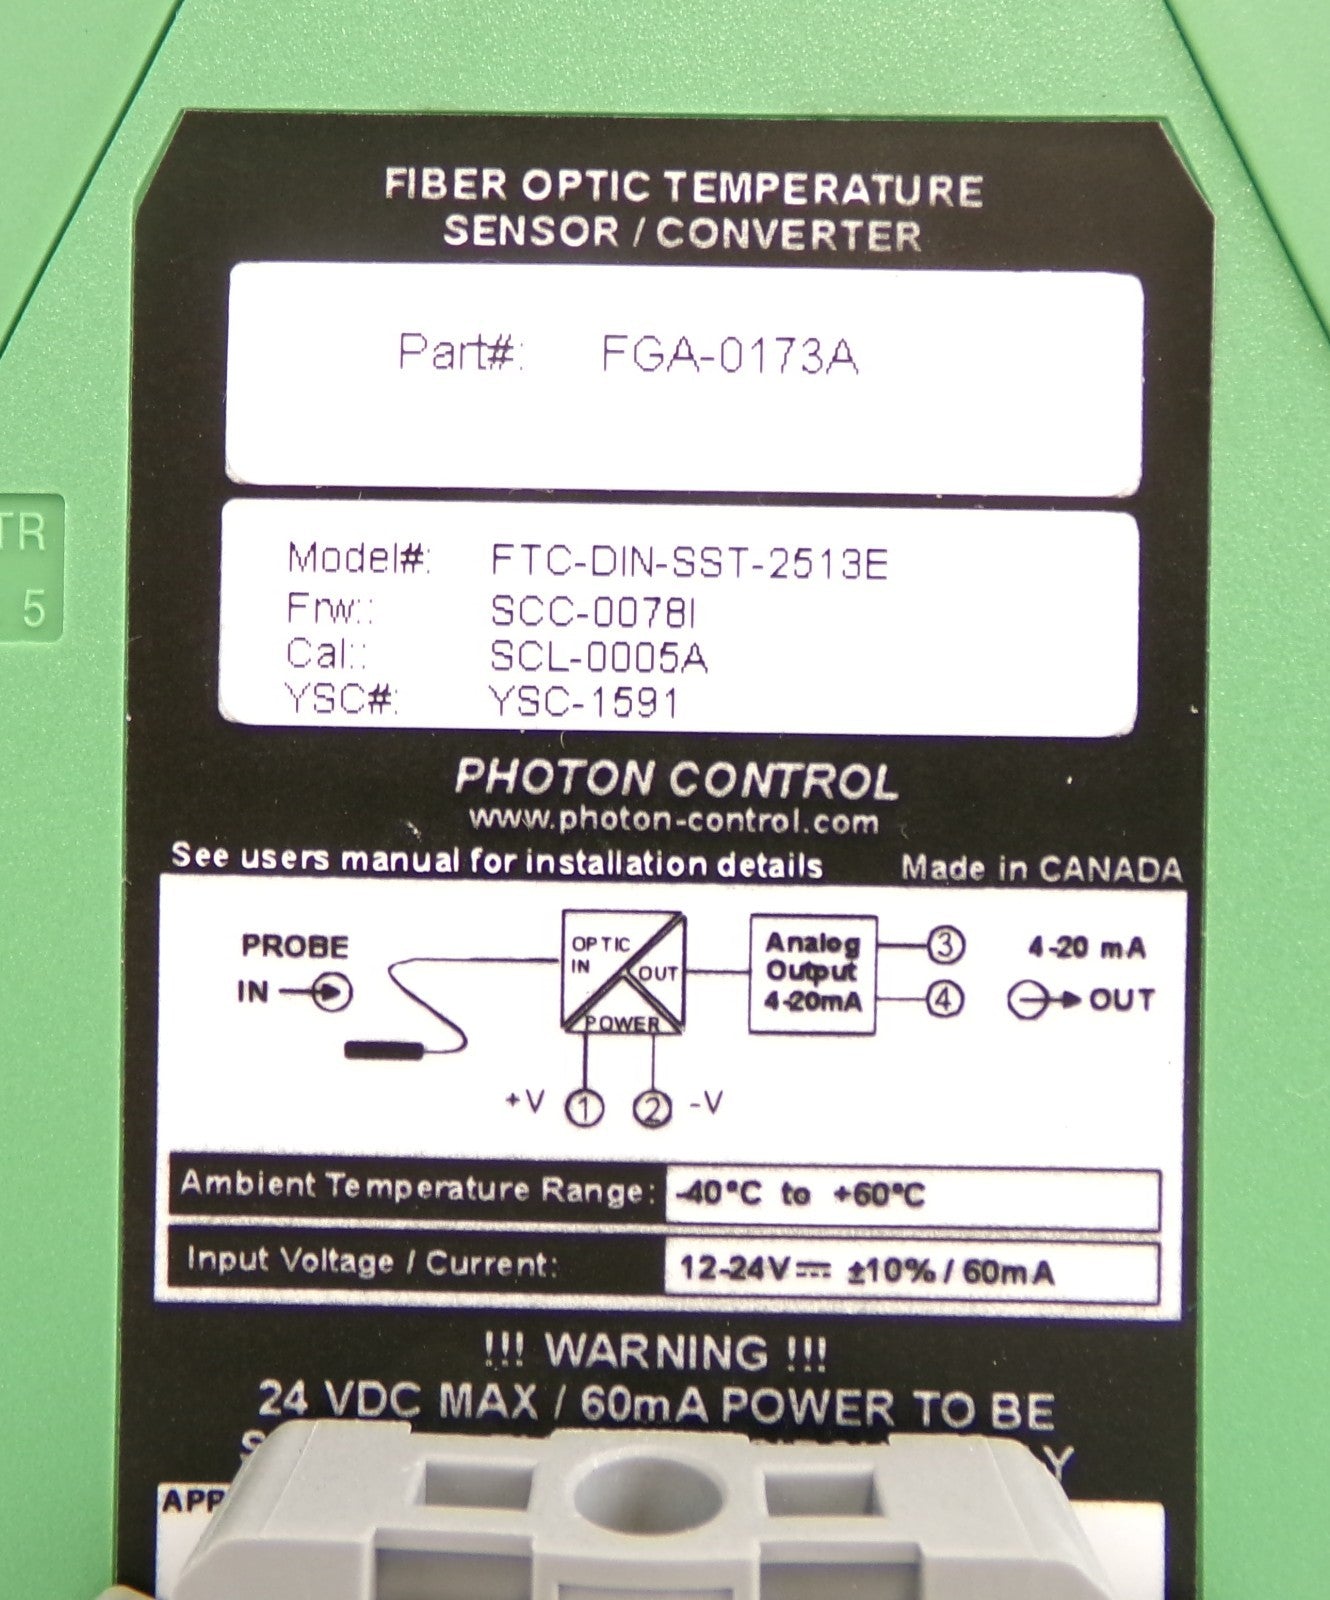 FIBER OPTIC TEMPERATURE
SENSOR / CONVERTER
Part#: FGA-0173A
TR
5
Model#: FTC-DIN-SST-2513E
Frw.: SCC-0078I
Cal.: SCL-0005A
YSC#: YSC-1591
PHOTON CONTROL
www.photon-control.com
See users manual for installation details Made in CANADA
PROBE
IN
OPTIC
IN
OUT
POWER
+V 1 2 -V
Analog
Output
4-20mA
3
4
4-20 mA
OUT
Ambient Temperature Range: -40°C to +60°C
Input Voltage / Current: 12-24V⎓ ±10% / 60mA
!!! WARNING !!!
24 VDC MAX / 60mA POWER TO BE